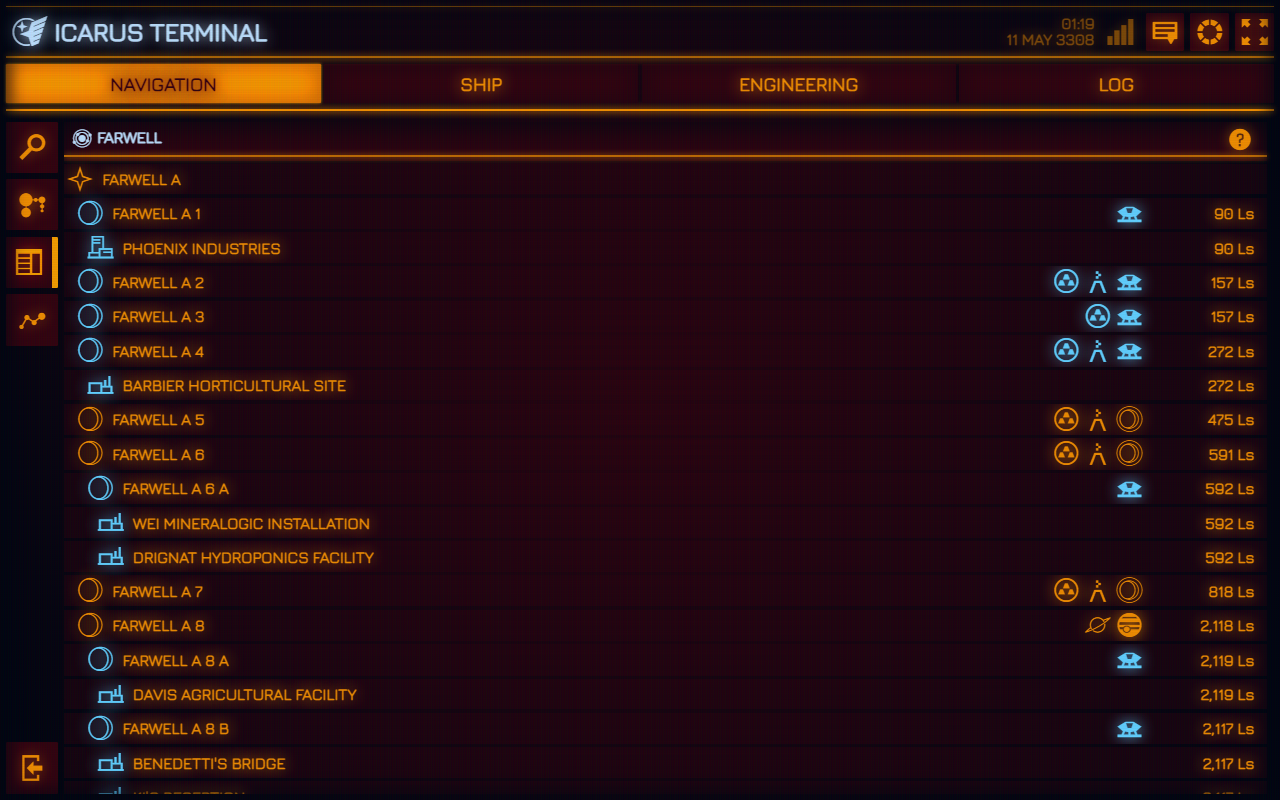 ICARUS TERMINAL
01:19
11 MAY 3308
NAVIGATION SHIP ENGINEERING LOG
FARWELL ?
FARWELL A
FARWELL A 1 90 Ls
PHOENIX INDUSTRIES 90 Ls
FARWELL A 2 157 Ls
FARWELL A 3 157 Ls
FARWELL A 4 272 Ls
BARBIER HORTICULTURAL SITE 272 Ls
FARWELL A 5 475 Ls
FARWELL A 6 591 Ls
FARWELL A 6 A 592 Ls
WEI MINERALOGIC INSTALLATION 592 Ls
DRIGNAT HYDROPONICS FACILITY 592 Ls
FARWELL A 7 818 Ls
FARWELL A 8 2,118 Ls
FARWELL A 8 A 2,119 Ls
DAVIS AGRICULTURAL FACILITY 2,119 Ls
FARWELL A 8 B 2,117 Ls
BENEDETTI'S BRIDGE 2,117 Ls